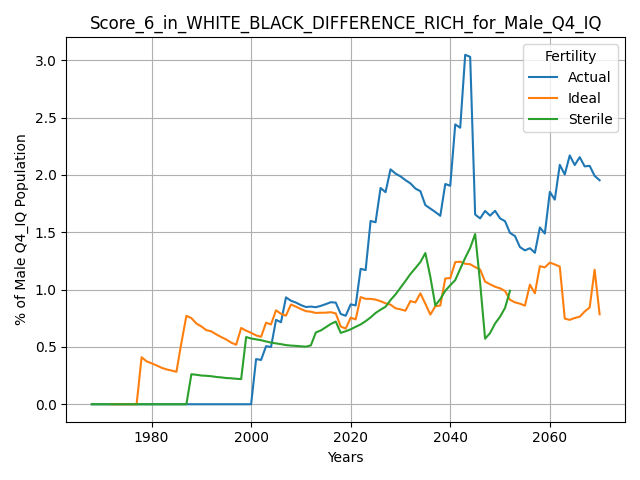 Score_6_in_WHITE_BLACK_DIFFERENCE_RICH_for_Male_Q4_IQ
% of Male Q4_IQ Population
3.0
2.5
2.0
1.5
1.0
0.5
0.0
Fertility
Actual
Ideal
Sterile
1980
2000
2020
2040
2060
Years